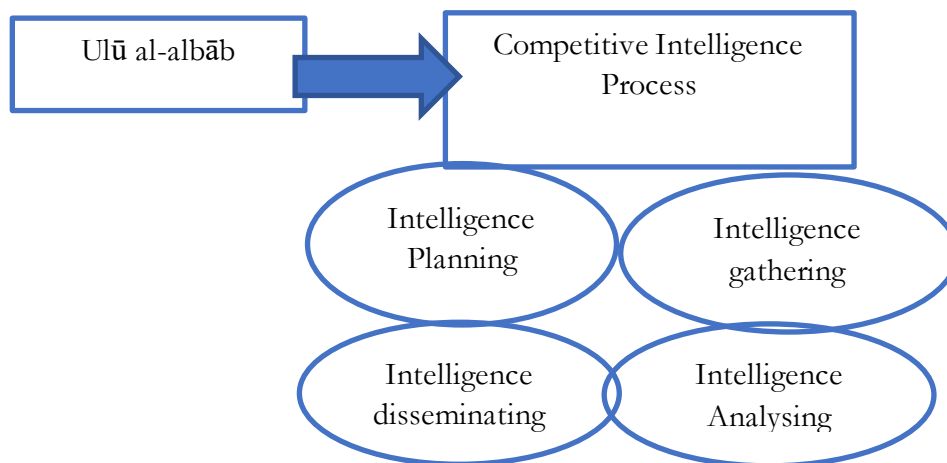 Ulū al-albāb
Competitive Intelligence
Process
Intelligence
Planning
Intelligence
gathering
Intelligence
disseminating
Intelligence
Analysing